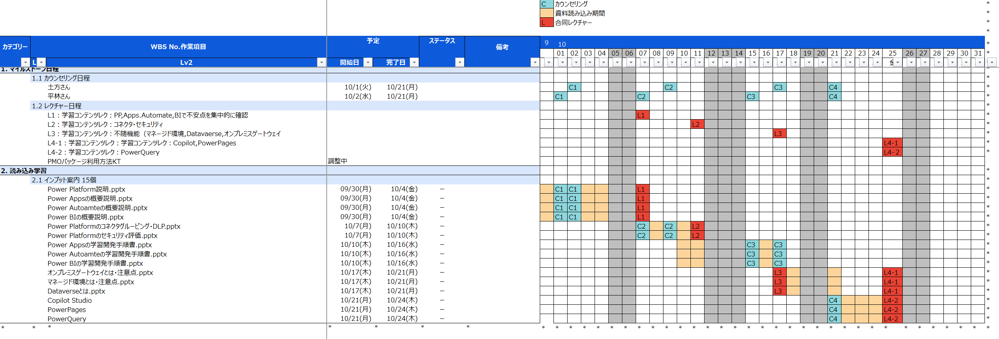 C カウンセリング *
資料読み込み期間 *
L 合同レクチャー *
*
カテゴリー WBS No.作業項目 予定 ステータス 備考 9 10 *
01 02 03 04 05 06 07 08 09 10 11 12 13 14 15 16 17 18 19 20 21 22 23 24 25 26 27 28 29 30 31 *
Lv2 開始日 完了日 金
1. マイルストーン日程 *
1.1 カウンセリング日程 *
土方さん 10/1(火) 10/21(月) C1 C2 C3 C4 *
平林さん 10/2(水) 10/21(月) C1 C2 C3 C4 *
1.2 レクチャー日程 *
L1：学習コンテンツレク：PP,Apps.Automate,BIで不安点を集中的に確認 L1 *
L2：学習コンテンツレク：コネクタ・セキュリティ L2 *
L3：学習コンテンツレク：不随機能（マネージド環境,Datavaerse,オンプレミスゲートウェイ L3 *
L4-1：学習コンテンツレク：学習コンテンツレク：Copilot,PowerPages L4-1 *
L4-2：学習コンテンツレク：PowerQuery L4-2 *
PMOパッケージ利用方法KT 調整中 *
2. 読み込み学習 *
2.1 インプット案内 15個 *
Power Platform説明.pptx 09/30(月) 10/4(金) － C1 C1 L1 *
Power Appsの概要説明.pptx 09/30(月) 10/4(金) － C1 C1 L1 *
Power Autoamteの概要説明.pptx 09/30(月) 10/4(金) － C1 C1 L1 *
Power BIの概要説明.pptx 09/30(月) 10/4(金) － C1 C1 L1 *
Power Platformのコネクタグルーピング・DLP.pptx 10/7(月) 10/10(木) － C2 C2 L2 *
Power Platformのセキュリティ評価.pptx 10/7(月) 10/10(木) － C2 C2 L2 *
Power Appsの学習開発手順書.pptx 10/10(木) 10/16(水) － C3 C3 *
Power Autoamteの学習開発手順書.pptx 10/10(木) 10/16(水) － C3 C3 *
Power BIの学習開発手順書.pptx 10/10(木) 10/16(水) － C3 C3 *
オンプレミスゲートウェイとは・注意点.pptx 10/17(木) 10/21(月) － L3 L4-1 *
マネージド環境とは・注意点.pptx 10/17(木) 10/21(月) － L3 L4-1 *
Dataverseとは.pptx 10/17(木) 10/21(月) － L3 L4-1 *
Copilot Studio 10/21(月) 10/24(木) － C4 L4-2 *
PowerPages 10/21(月) 10/24(木) － C4 L4-2 *
PowerQuery 10/21(月) 10/24(木) － C4 L4-2 *
* * * * * * * * * * * * * * * * * * * * * * * * * * * * * * * * * * * * * * * *